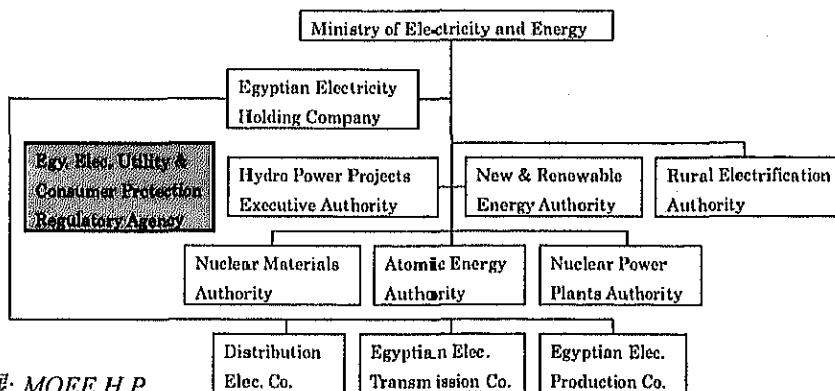 Ministry of Electricity and Energy
Egyptian Electricity
Holding Company
Egy. Elec. Utility &
Consumer Protection
Regulatory Agency
Hydro Power Projects
Executive Authority
New & Renowable
Energy Authority
Rural Electrification
Authority
Nuclear Materials
Authority
Atomic Energy
Authority
Nuclear Power
Plants Authority
Distribution
Elec. Co.
Egyptian Elec.
Transmission Co.
Egyptian Elec.
Production Co.
: MOEE H.P